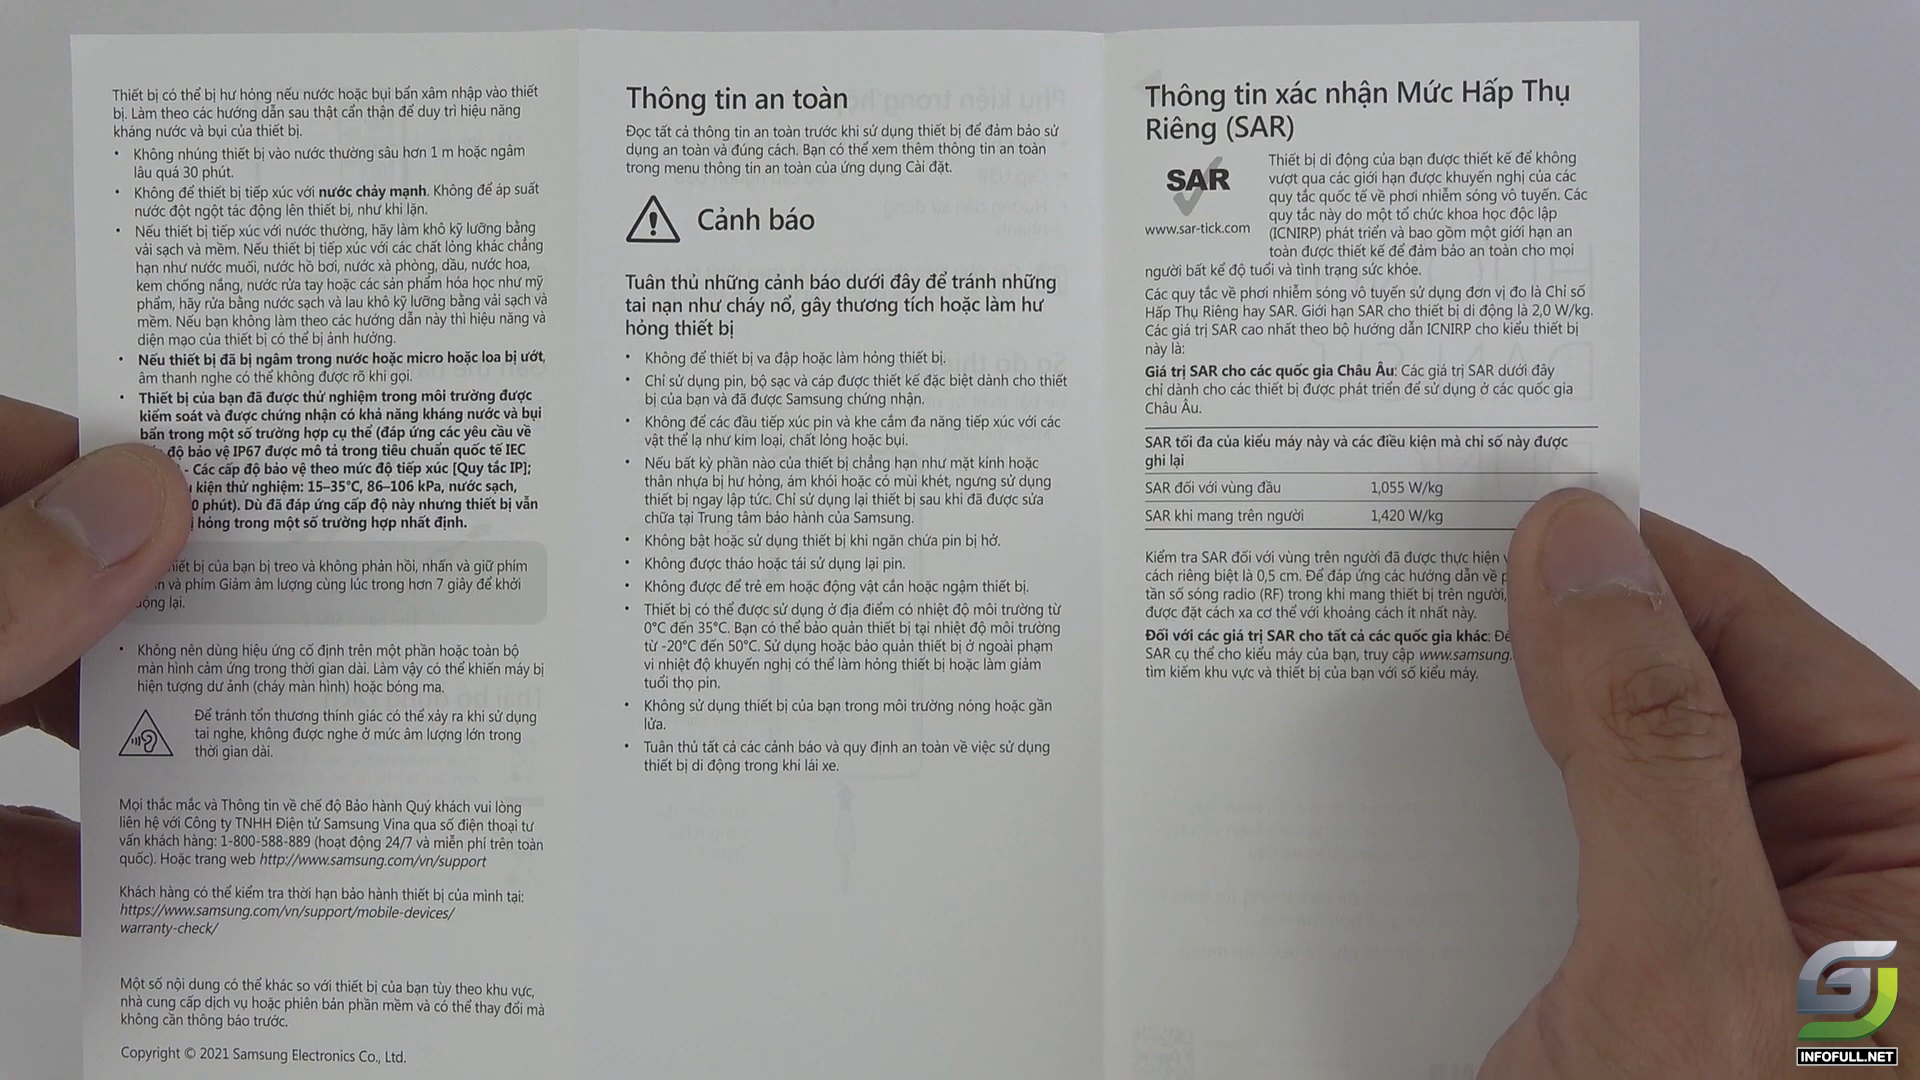 Thiết bị có thể bị hư hỏng nếu nước hoặc bụi bẩn xâm nhập vào thiết
bị. Làm theo các hướng dẫn sau thật cẩn thận để duy trì hiệu năng
kháng nước và bụi của thiết bị.
• Không nhúng thiết bị vào nước thường sâu hơn 1 m hoặc ngâm
lâu quá 30 phút.
• Không để thiết bị tiếp xúc với nước chảy mạnh. Không để áp suất
nước đột ngột tác động lên thiết bị, như khi lặn.
• Nếu thiết bị tiếp xúc với nước thường, hãy làm khô kỹ lưỡng bằng
vải sạch và mềm. Nếu thiết bị tiếp xúc với các chất lỏng khác chẳng
hạn như nước muối, nước hồ bơi, nước xà phòng, dầu, nước hoa,
kem chống nắng, nước rửa tay hoặc các sản phẩm hóa học như mỹ
phẩm, hãy rửa bằng nước sạch và lau khô kỹ lưỡng bằng vải sạch và
mềm. Nếu bạn không làm theo các hướng dẫn này thì hiệu năng và
diện mạo của thiết bị có thể bị ảnh hưởng.
• Nếu thiết bị đã bị ngâm trong nước hoặc micro hoặc loa bị ướt,
âm thanh nghe có thể không được rõ khi gọi.
• Thiết bị của bạn đã được thử nghiệm trong môi trường được
kiểm soát và được chứng nhận có khả năng kháng nước và bụi
bẩn trong một số trường hợp cụ thể (đáp ứng các yêu cầu về
độ bảo vệ IP67 được mô tả trong tiêu chuẩn quốc tế IEC
- Các cấp độ bảo vệ theo mức độ tiếp xúc [Quy tắc IP];
kiện thử nghiệm: 15–35°C, 86–106 kPa, nước sạch,
0 phút). Dù đã đáp ứng cấp độ này nhưng thiết bị vẫn
hỏng trong một số trường hợp nhất định.
bị của bạn bị treo và không phản hồi, nhấn và giữ phím
và phím Giảm âm lượng cùng lúc trong hơn 7 giây để khởi
động lại.
• Không nên dùng hiệu ứng cố định trên một phần hoặc toàn bộ
màn hình cảm ứng trong thời gian dài. Làm vậy có thể khiến máy bị
hiện tượng dư ảnh (cháy màn hình) hoặc bóng ma.
Để tránh tổn thương thính giác có thể xảy ra khi sử dụng
tai nghe, không được nghe ở mức âm lượng lớn trong
thời gian dài.
Mọi thắc mắc và Thông tin về chế độ Bảo hành Quý khách vui lòng
liên hệ với Công ty TNHH Điện tử Samsung Vina qua số điện thoại tư
vấn khách hàng: 1-800-588-889 (hoạt động 24/7 và miễn phí trên toàn
quốc). Hoặc trang web http://www.samsung.com/vn/support
Khách hàng có thể kiểm tra thời hạn bảo hành thiết bị của mình tại:
https://www.samsung.com/vn/support/mobile-devices/
warranty-check/
Một số nội dung có thể khác so với thiết bị của bạn tùy theo khu vực,
nhà cung cấp dịch vụ hoặc phiên bản phần mềm và có thể thay đổi mà
không cần thông báo trước.
Copyright © 2021 Samsung Electronics Co., Ltd.
Thông tin an toàn
Đọc tất cả thông tin an toàn trước khi sử dụng thiết bị để đảm bảo sử
dụng an toàn và đúng cách. Bạn có thể xem thêm thông tin an toàn
trong menu thông tin an toàn của ứng dụng Cài đặt.
Cảnh báo
Tuân thủ những cảnh báo dưới đây để tránh những
tai nạn như cháy nổ, gây thương tích hoặc làm hư
hỏng thiết bị
• Không để thiết bị va đập hoặc làm hỏng thiết bị.
• Chỉ sử dụng pin, bộ sạc và cáp được thiết kế đặc biệt dành cho thiết
bị của bạn và đã được Samsung chứng nhận.
• Không để các đầu tiếp xúc pin và khe cắm đa năng tiếp xúc với các
vật thể lạ như kim loại, chất lỏng hoặc bụi.
• Nếu bất kỳ phần nào của thiết bị chẳng hạn như mặt kính hoặc
thân nhựa bị hư hỏng, ám khói hoặc có mùi khét, ngưng sử dụng
thiết bị ngay lập tức. Chỉ sử dụng lại thiết bị sau khi đã được sửa
chữa tại Trung tâm bảo hành của Samsung.
• Không bật hoặc sử dụng thiết bị khi ngăn chứa pin bị hở.
• Không được tháo hoặc tái sử dụng lại pin.
• Không được để trẻ em hoặc động vật cắn hoặc ngậm thiết bị.
• Thiết bị có thể được sử dụng ở địa điểm có nhiệt độ môi trường từ
0°C đến 35°C. Bạn có thể bảo quản thiết bị tại nhiệt độ môi trường
từ -20°C đến 50°C. Sử dụng hoặc bảo quản thiết bị ở ngoài phạm
vi nhiệt độ khuyến nghị có thể làm hỏng thiết bị hoặc làm giảm
tuổi thọ pin.
• Không sử dụng thiết bị của bạn trong môi trường nóng hoặc gần
lửa.
• Tuân thủ tất cả các cảnh báo và quy định an toàn về việc sử dụng
thiết bị di động trong khi lái xe.
Thông tin xác nhận Mức Hấp Thụ
Riêng (SAR)
SAR
www.sar-tick.com
Thiết bị di động của bạn được thiết kế để không
vượt qua các giới hạn được khuyến nghị của các
quy tắc quốc tế về phơi nhiễm sóng vô tuyến. Các
quy tắc này do một tổ chức khoa học độc lập
(ICNIRP) phát triển và bao gồm một giới hạn an
toàn được thiết kế để đảm bảo an toàn cho mọi
người bất kể độ tuổi và tình trạng sức khỏe.
Các quy tắc về phơi nhiễm sóng vô tuyến sử dụng đơn vị đo là Chỉ số
Hấp Thụ Riêng hay SAR. Giới hạn SAR cho thiết bị di động là 2,0 W/kg.
Các giá trị SAR cao nhất theo bộ hướng dẫn ICNIRP cho kiểu thiết bị
này là:
Giá trị SAR cho các quốc gia Châu Âu: Các giá trị SAR dưới đây
chỉ dành cho các thiết bị được phát triển để sử dụng ở các quốc gia
Châu Âu.
SAR tối đa của kiểu máy này và các điều kiện mà chỉ số này được
ghi lại
SAR đối với vùng đầu 1,055 W/kg
SAR khi mang trên người 1,420 W/kg
Kiểm tra SAR đối với vùng trên người đã được thực hiện
cách riêng biệt là 0,5 cm. Để đáp ứng các hướng dẫn về
tần số sóng radio (RF) trong khi mang thiết bị trên người,
được đặt cách xa cơ thể với khoảng cách ít nhất này.
Đối với các giá trị SAR cho tất cả các quốc gia khác:
SAR cụ thể cho kiểu máy của bạn, truy cập www.samsung.
tìm kiếm khu vực và thiết bị của bạn với số kiểu máy.
INFOFULL.NET